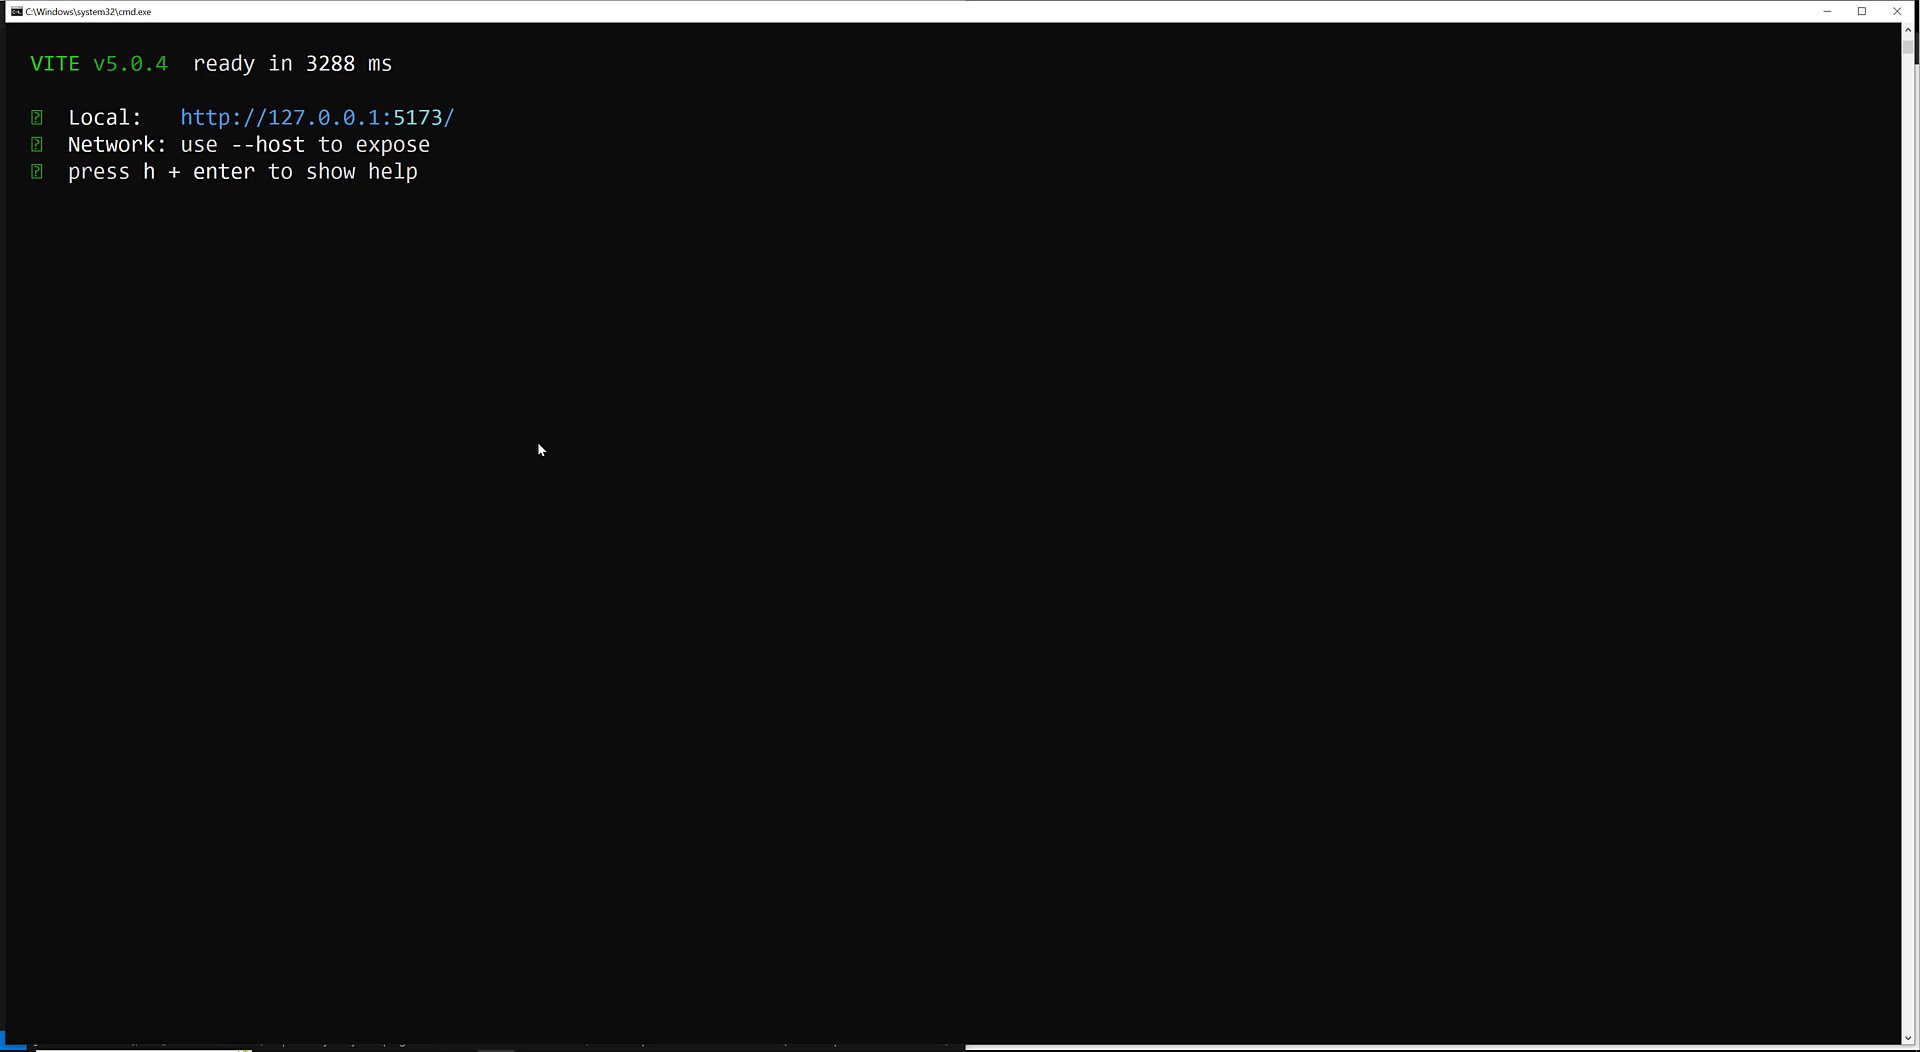 C:\Windows\system32\cmd.exe
VITE v5.0.4  ready in 3288 ms
Local:   http://127.0.0.1:5173/
Network: use --host to expose
press h + enter to show help